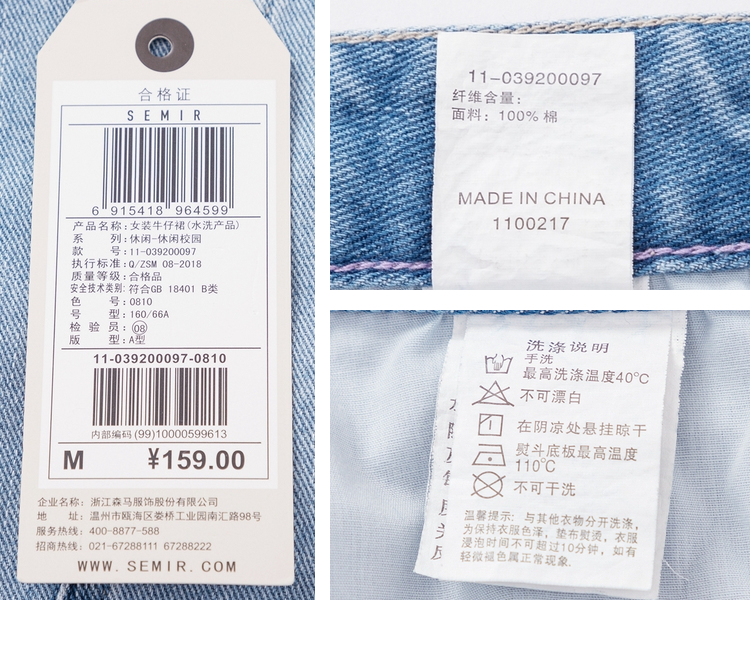 合格证
SEMIR
6 915418 964599
产品名称:女装牛仔裙(水洗产品)
系 列:休闲-休闲校园
款 号:11-039200097
执行标准:Q/ZSM 08-2018
质量等级:合格品
安全技术类别:符合GB 18401 B类
色 号:0810
号 型:160/66A
检 验 员:08
版 型:A型
11-039200097-0810
内部编码(99)10000599613
M ¥159.00
企业名称: 浙江森马服饰股份有限公司
地 址: 温州市瓯海区娄桥工业园南汇路98号
服务热线: 400-8877-588
招商热线: 021-67288111 67288222
WWW.SEMIR.COM
11-039200097
纤维含量:
面料: 100% 棉
MADE IN CHINA
1100217
洗涤说明
手洗
最高洗涤温度40℃
不可漂白
在阴凉处悬挂晾干
熨斗底板最高温度
110℃
不可干洗
温馨提示: 与其他衣物分开洗涤,
为保持衣服色泽, 垫布熨烫, 衣服
浸泡时间不可超过10分钟, 如有
轻微褪色属正常现象.